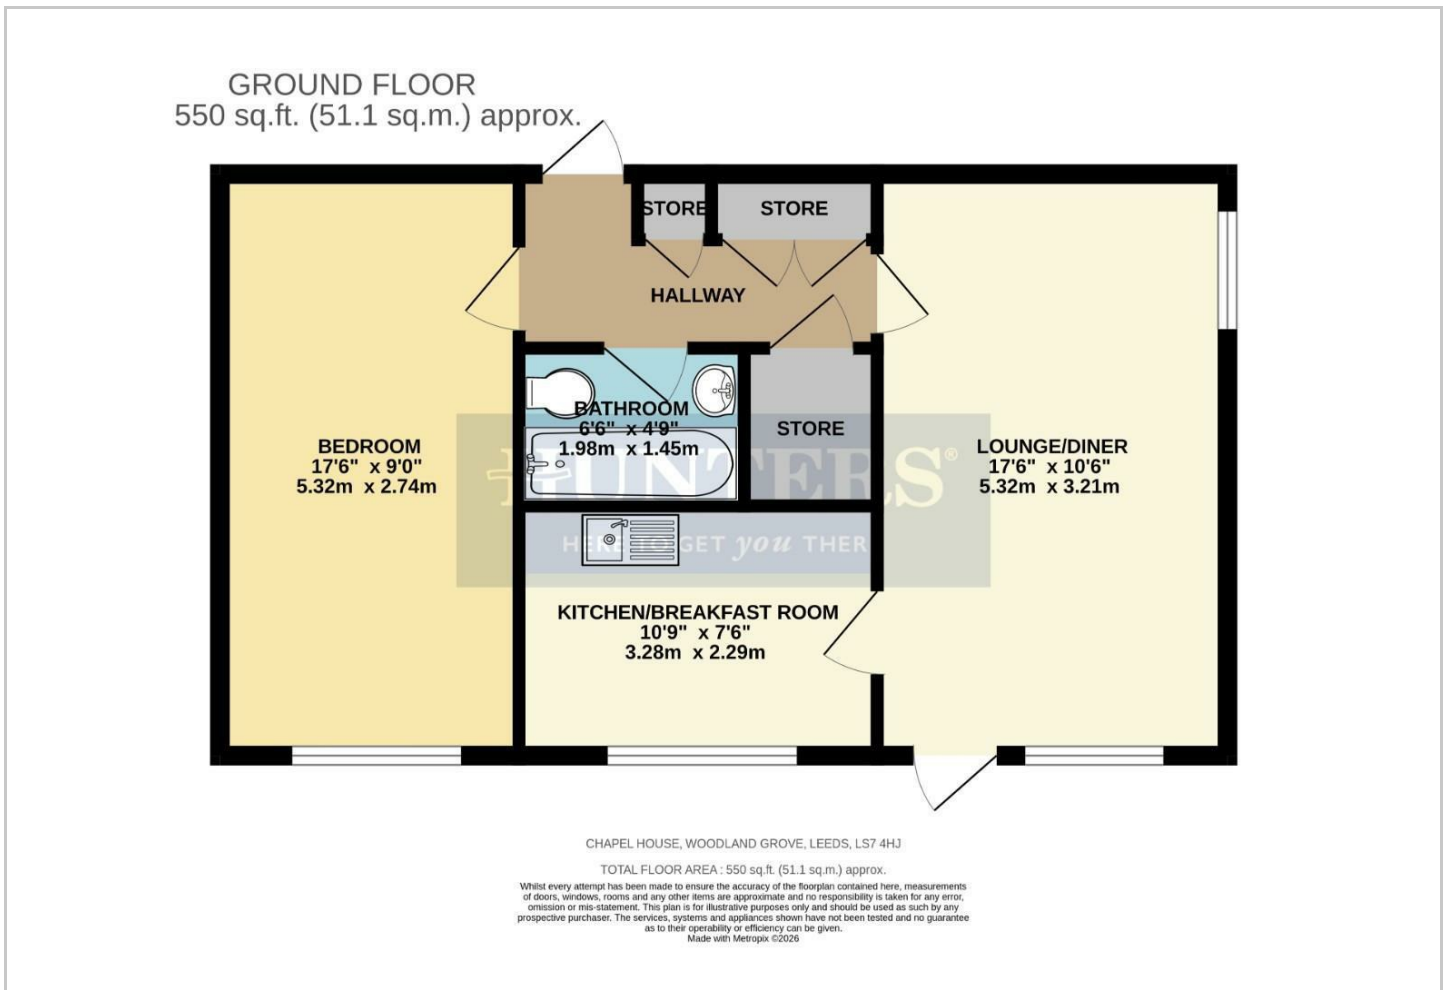 GROUND FLOOR
550 sq.ft. (51.1 sq.m.) approx.
STORE
STORE
HALLWAY
BATHROOM
6'6" x 4'9"
1.98m x 1.45m
STORE
BEDROOM
17'6" x 9'0"
5.32m x 2.74m
LOUNGE/DINER
17'6" x 10'6"
5.32m x 3.21m
HUNTERS®
HERE TO GET you THER
KITCHEN/BREAKFAST ROOM
10'9" x 7'6"
3.28m x 2.29m
CHAPEL HOUSE, WOODLAND GROVE, LEEDS, LS7 4HJ
TOTAL FLOOR AREA : 550 sq.ft. (51.1 sq.m.) approx.
Whilst every attempt has been made to ensure the accuracy of the floorplan contained here, measurements
of doors, windows, rooms and any other items are approximate and no responsibility is taken for any error,
omission or mis-statement. This plan is for illustrative purposes only and should be used as such by any
prospective purchaser. The services, systems and appliances shown have not been tested and no guarantee
as to their operability or efficiency can be given.
Made with Metropix ©2026